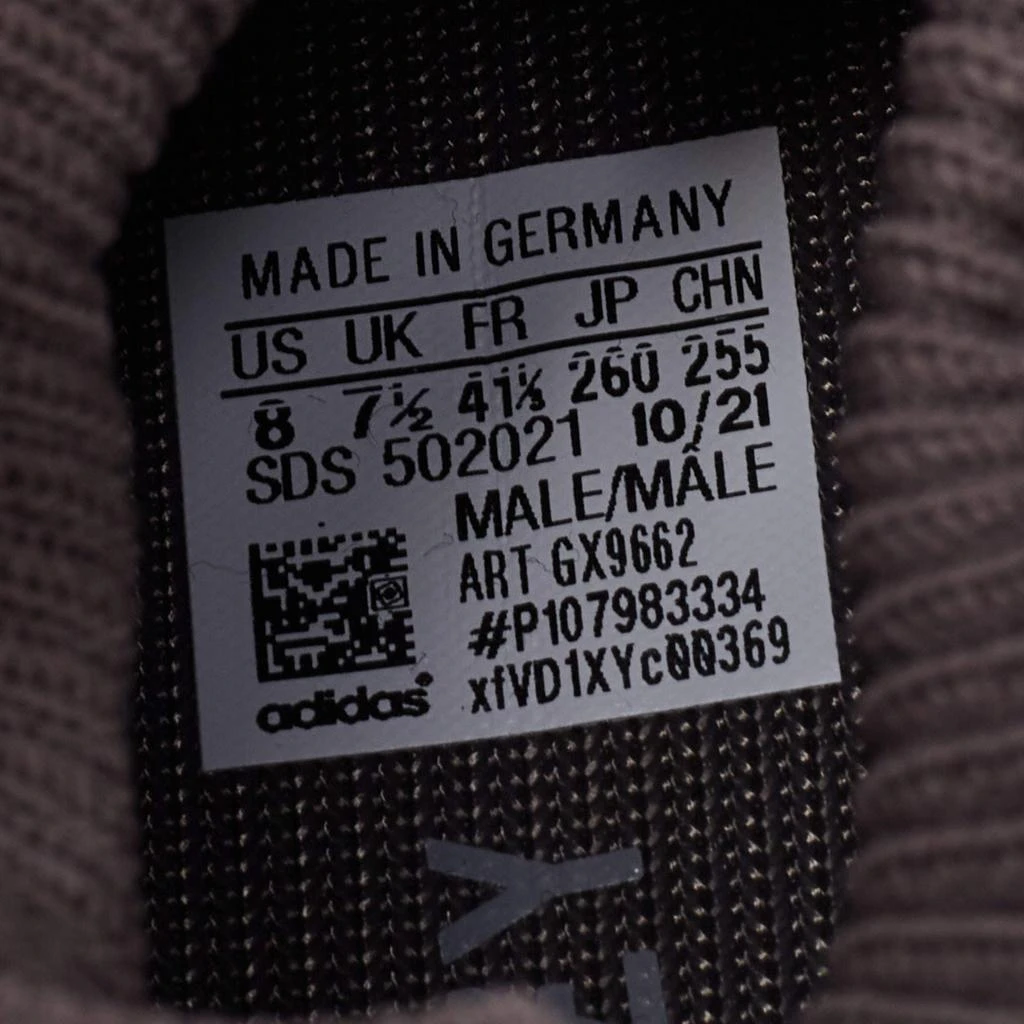 MADE IN GERMANY
US UK FR JP CHN
8 7½ 41⅓ 260 255
SDS 502021 10/21
MALE/MÂLE
ART GX9662
#P107983334
xfVD1XYc00369
adidas®
Y